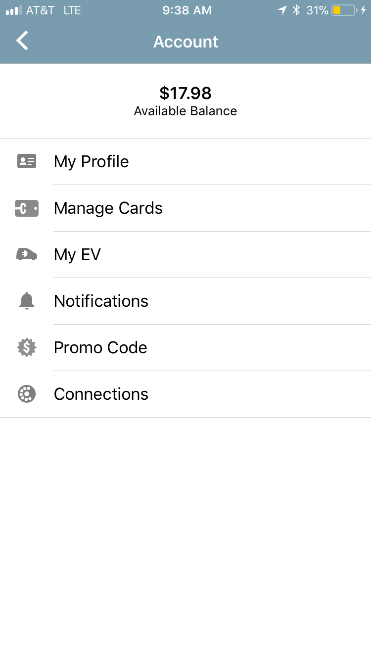 AT&T LTE 9:38 AM 31%
Account
$17.98
Available Balance
My Profile
Manage Cards
My EV
Notifications
Promo Code
Connections